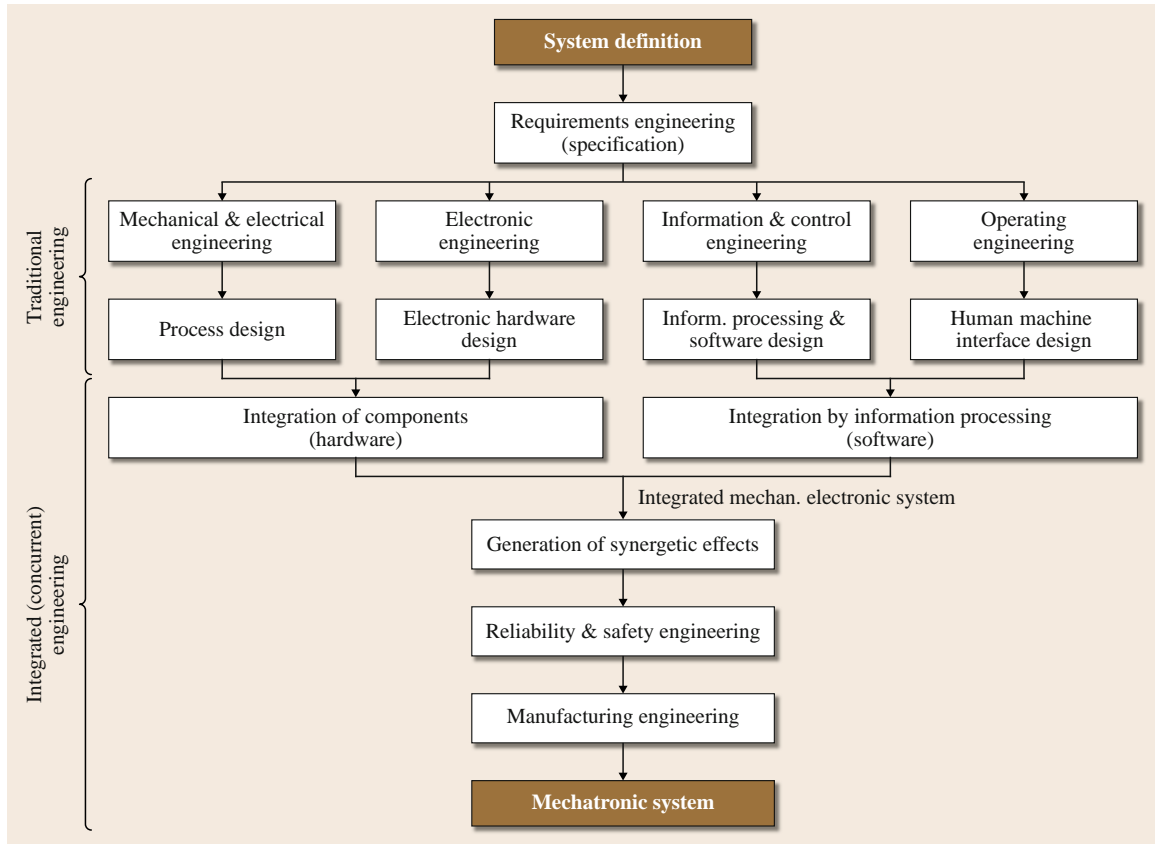 System definition
Requirements engineering
(specification)
Traditional
engineering
Mechanical & electrical
engineering
Electronic
engineering
Information & control
engineering
Operating
engineering
Process design
Electronic hardware
design
Inform. processing &
software design
Human machine
interface design
Integrated (concurrent)
engineering
Integration of components
(hardware)
Integration by information processing
(software)
Integrated mechan. electronic system
Generation of synergetic effects
Reliability & safety engineering
Manufacturing engineering
Mechatronic system